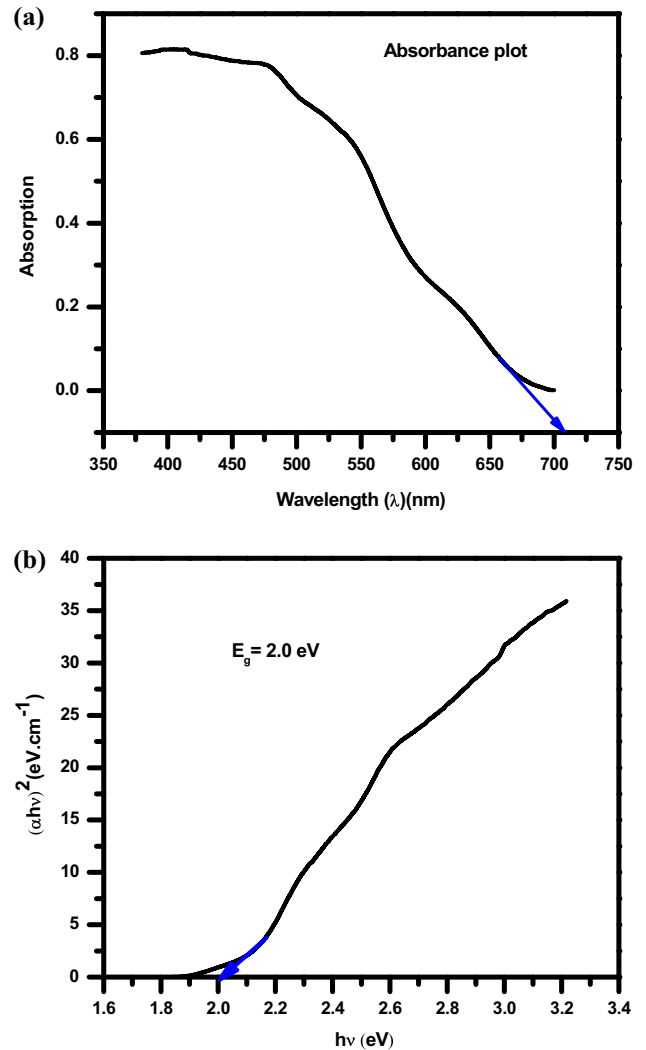 (a)
Absorbance plot
Absorption
0.8
0.6
0.4
0.2
0.0
350 400 450 500 550 600 650 700 750
Wavelength (λ)(nm)
(b)
E_g= 2.0 eV
(αhν)^2(eV.cm^-1)
40
35
30
25
20
15
10
5
0
1.6 1.8 2.0 2.2 2.4 2.6 2.8 3.0 3.2 3.4
hν (eV)